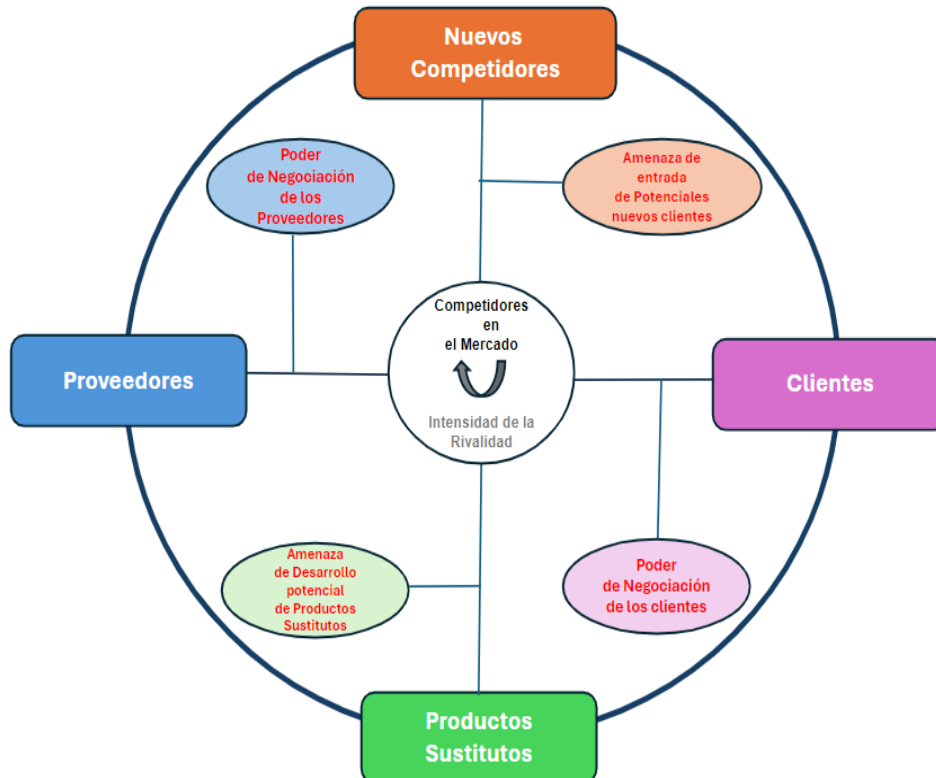 Nuevos
Competidores
Poder
de Negociación
de los
Proveedores
Amenaza de
entrada
de Potenciales
nuevos clientes
Competidores
en
el Mercado
Intensidad de la
Rivalidad
Proveedores
Clientes
Amenaza
de Desarrollo
potencial
de Productos
Sustitutos
Poder
de Negociación
de los clientes
Productos
Sustitutos